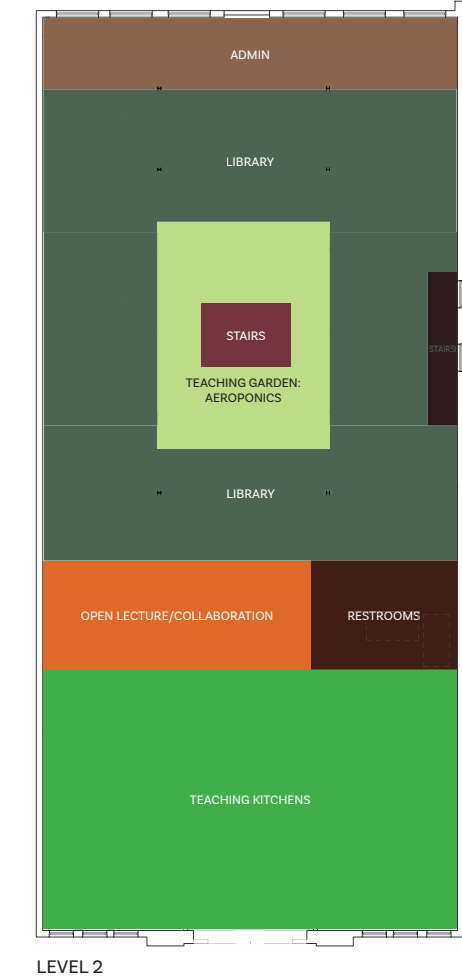 ADMIN
LIBRARY
STAIRS
STAIRS
TEACHING GARDEN:
AEROPONICS
LIBRARY
OPEN LECTURE/COLLABORATION
RESTROOMS
TEACHING KITCHENS
LEVEL 2